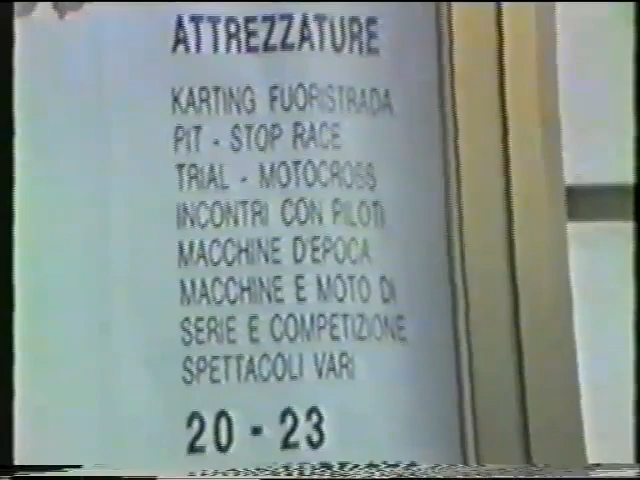 ATTREZZATURE
KARTING FUORISTRADA
PIT - STOP RACE
TRIAL - MOTOCROSS
INCONTRI CON PILOTI
MACCHINE D'EPOCA
MACCHINE E MOTO DI
SERIE E COMPETIZIONE
SPETTACOLI VARI
20 - 23